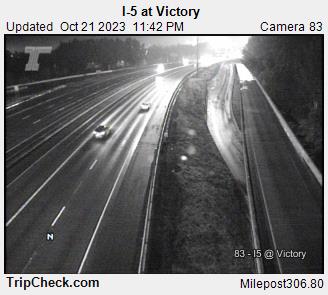 I-5 at Victory
Updated Oct 21 2023 11:42 PM Camera 83
T
N
83 - I5 @ Victory
TripCheck.com Milepost306.80